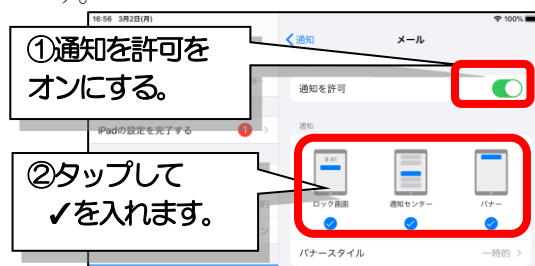 す。
16:56 3月2日(月)
100%
①通知を許可を
オンにする。
通知
メール
通知を許可
iPadの設定を完了する
1
通知
9:41
②タップして
✓を入れます。
ロック画面
通知センター
バナー
バナースタイル
一時的